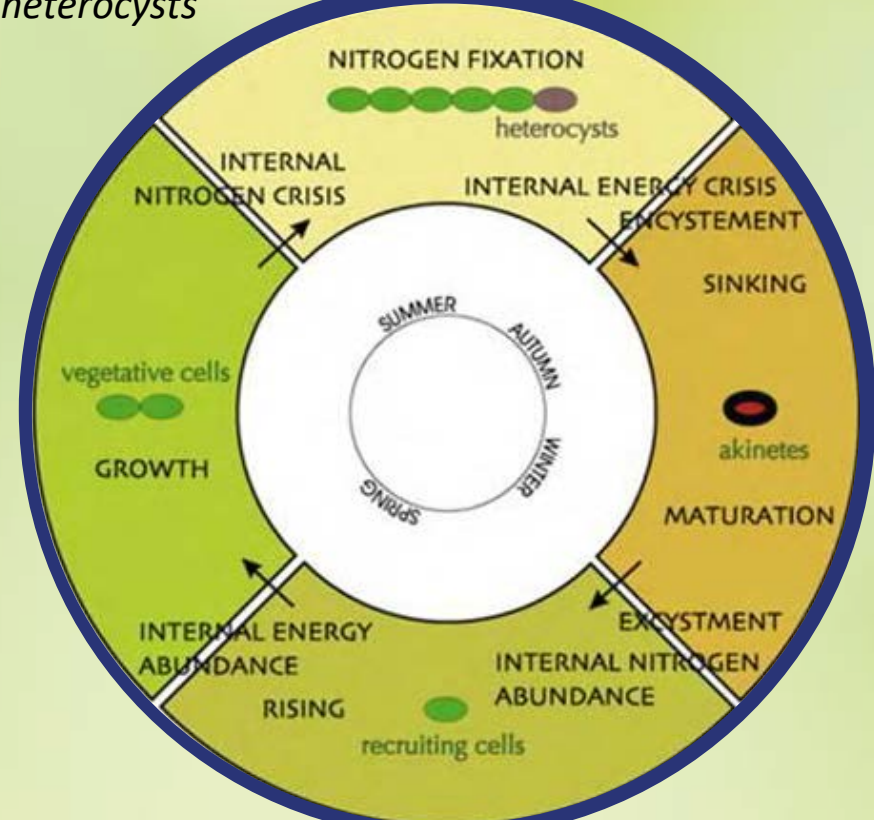 heterocysts
NITROGEN FIXATION
heterocysts
INTERNAL
NITROGEN CRISIS
INTERNAL ENERGY CRISIS
ENCYSTEMENT
SINKING
SUMMER
AUTUMN
WINTER
SPRING
vegetative cells
GROWTH
akinetes
MATURATION
EXCYSTMENT
INTERNAL NITROGEN
ABUNDANCE
INTERNAL ENERGY
ABUNDANCE
RISING
recruiting cells